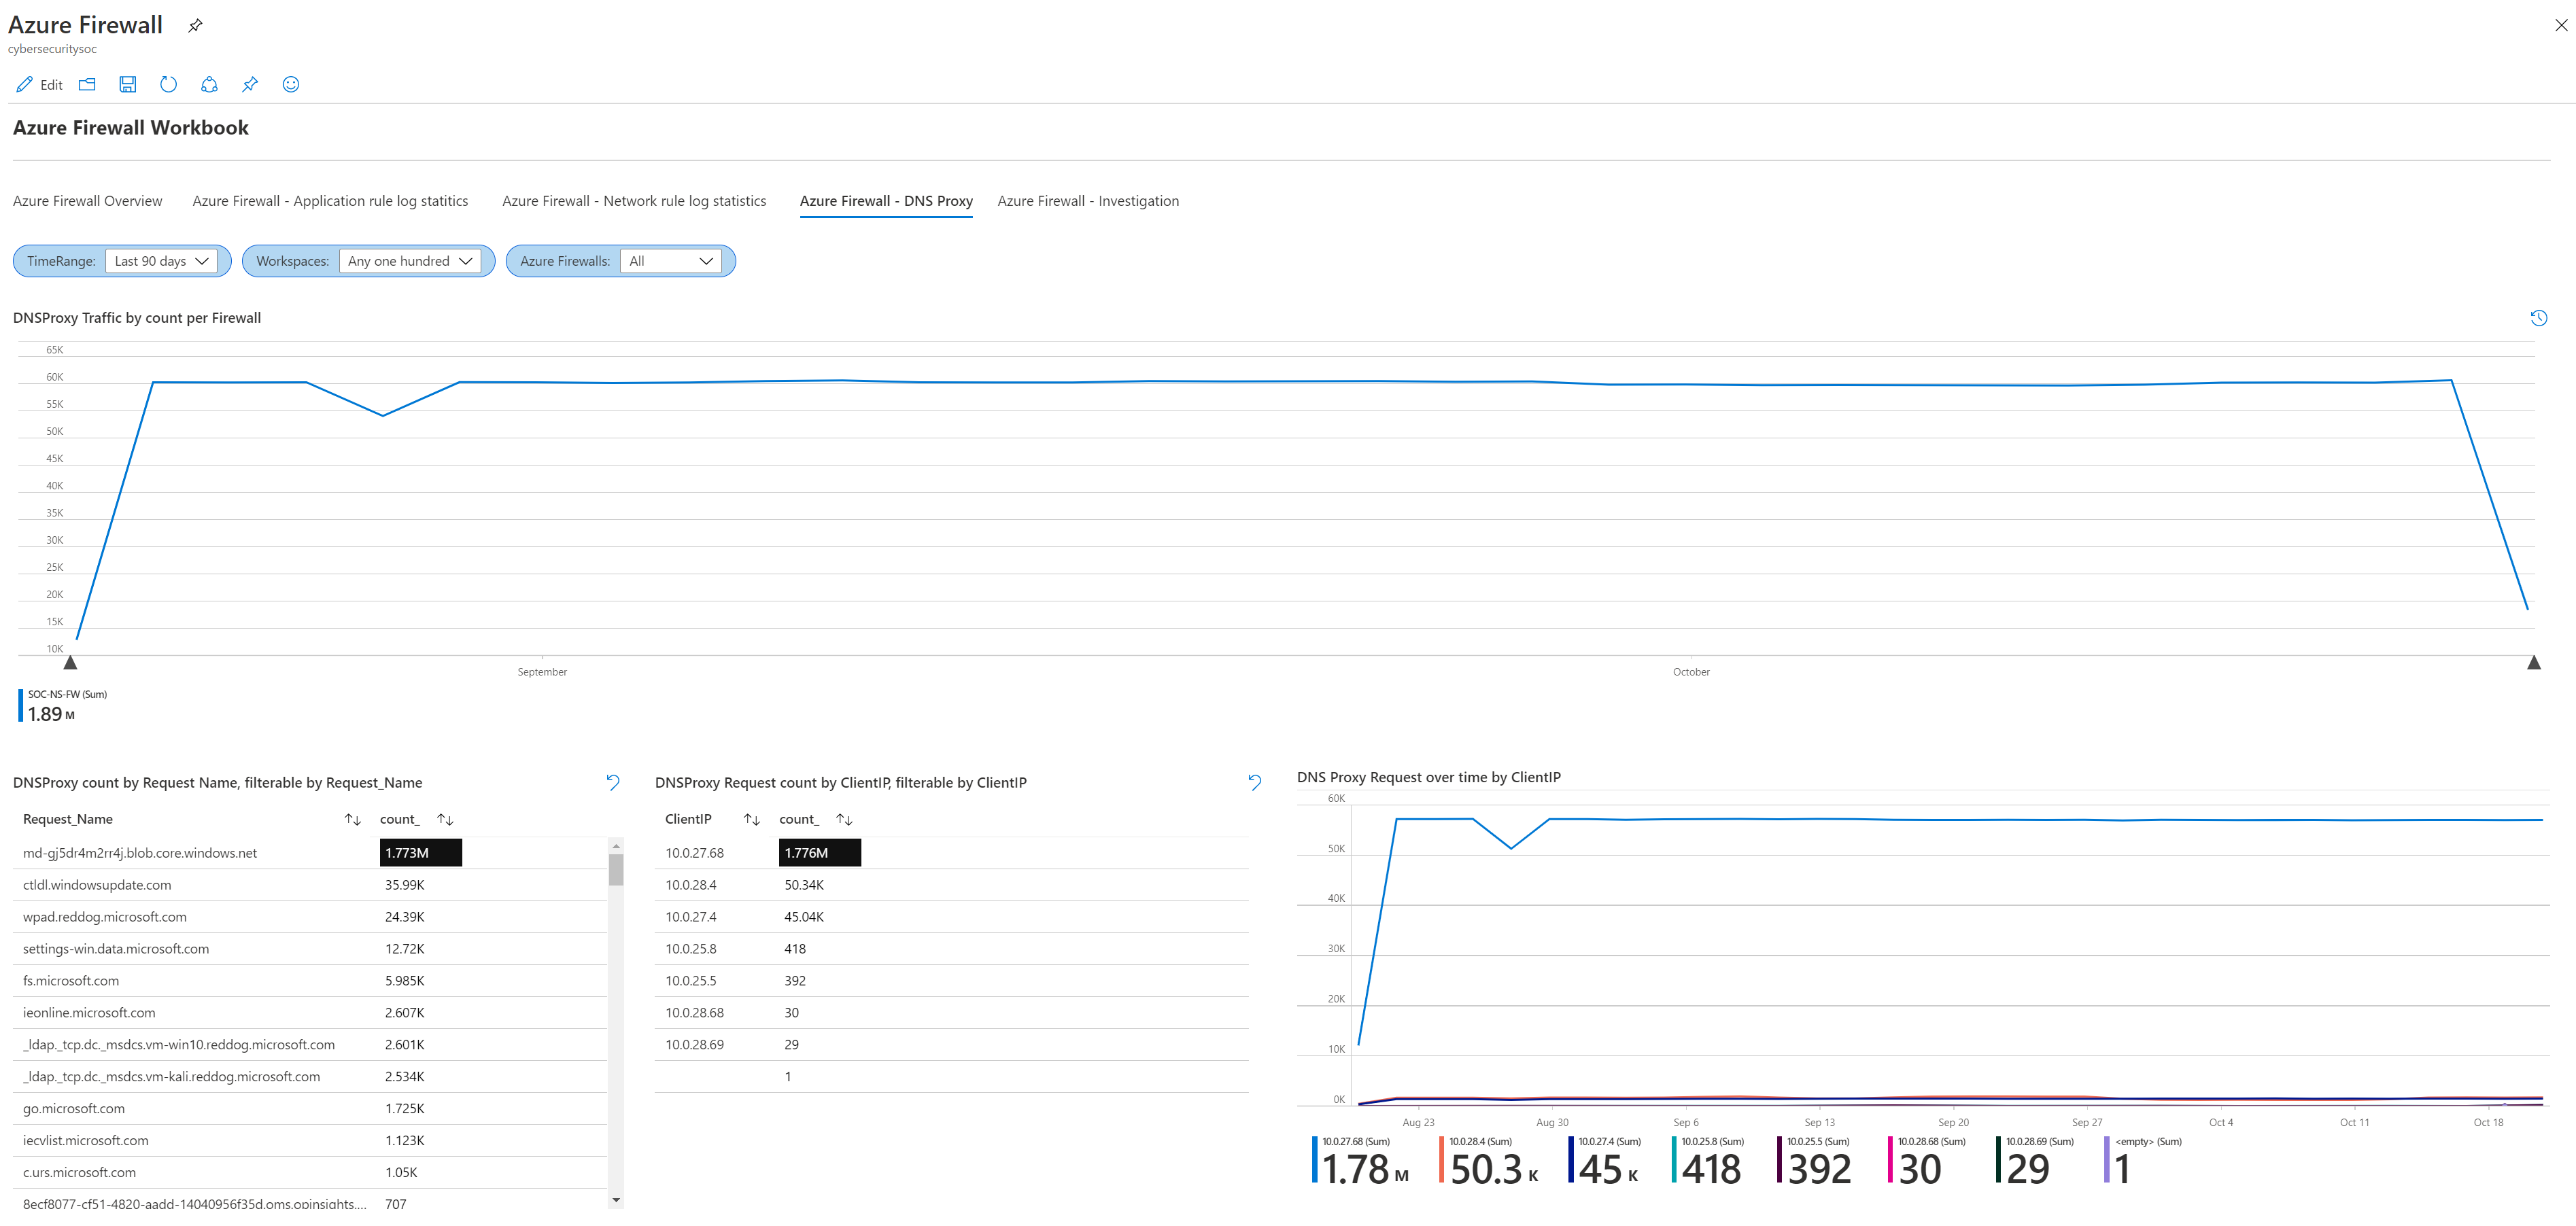 Azure Firewall
cybersecuritysoc
Edit
Azure Firewall Workbook
Azure Firewall Overview
Azure Firewall - Application rule log statitics
Azure Firewall - Network rule log statistics
Azure Firewall - DNS Proxy
Azure Firewall - Investigation
TimeRange: Last 90 days
Workspaces: Any one hundred
Azure Firewalls: All
DNSProxy Traffic by count per Firewall
65K
60K
55K
50K
45K
40K
35K
30K
25K
20K
15K
10K
September
October
SOC-NS-FW (Sum)
1.89 M
DNSProxy count by Request Name, filterable by Request_Name
Request_Name count_
md-gj5dr4m2rr4j.blob.core.windows.net 1.773M
ctldl.windowsupdate.com 35.99K
wpad.reddog.microsoft.com 24.39K
settings-win.data.microsoft.com 12.72K
fs.microsoft.com 5.985K
ieonline.microsoft.com 2.607K
_ldap._tcp.dc._msdcs.vm-win10.reddog.microsoft.com 2.601K
_ldap._tcp.dc._msdcs.vm-kali.reddog.microsoft.com 2.534K
go.microsoft.com 1.725K
iecvlist.microsoft.com 1.123K
c.urs.microsoft.com 1.05K
8ecf8077-cf51-4820-aadd-14040956f35d.oms.opinsights.... 707
DNSProxy Request count by ClientIP, filterable by ClientIP
ClientIP count_
10.0.27.68 1.776M
10.0.28.4 50.34K
10.0.27.4 45.04K
10.0.25.8 418
10.0.25.5 392
10.0.28.68 30
10.0.28.69 29
1
DNS Proxy Request over time by ClientIP
60K
50K
40K
30K
20K
10K
0K
Aug 23
Aug 30
Sep 6
Sep 13
Sep 20
Sep 27
Oct 4
Oct 11
Oct 18
10.0.27.68 (Sum)
1.78 M
10.0.28.4 (Sum)
50.3 K
10.0.27.4 (Sum)
45 K
10.0.25.8 (Sum)
418
10.0.25.5 (Sum)
392
10.0.28.68 (Sum)
30
10.0.28.69 (Sum)
29
<empty> (Sum)
1